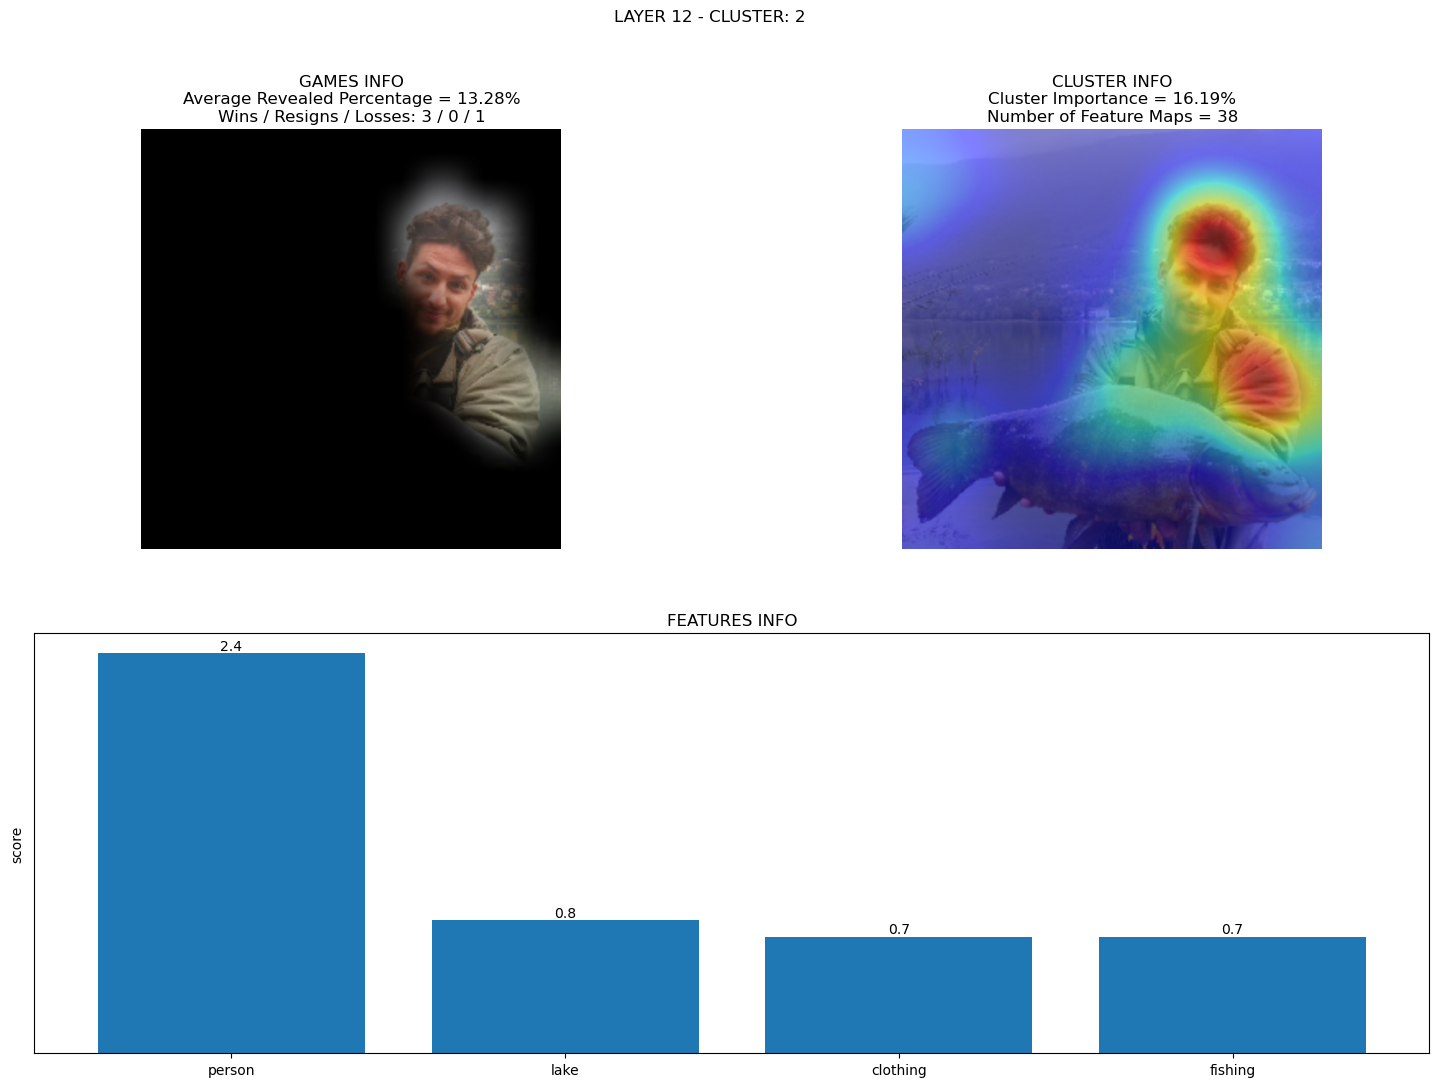 LAYER 12 - CLUSTER: 2
GAMES INFO
Average Revealed Percentage = 13.28%
Wins / Resigns / Losses: 3 / 0 / 1
CLUSTER INFO
Cluster Importance = 16.19%
Number of Feature Maps = 38
FEATURES INFO
score
2.4
0.8
0.7
0.7
person
lake
clothing
fishing